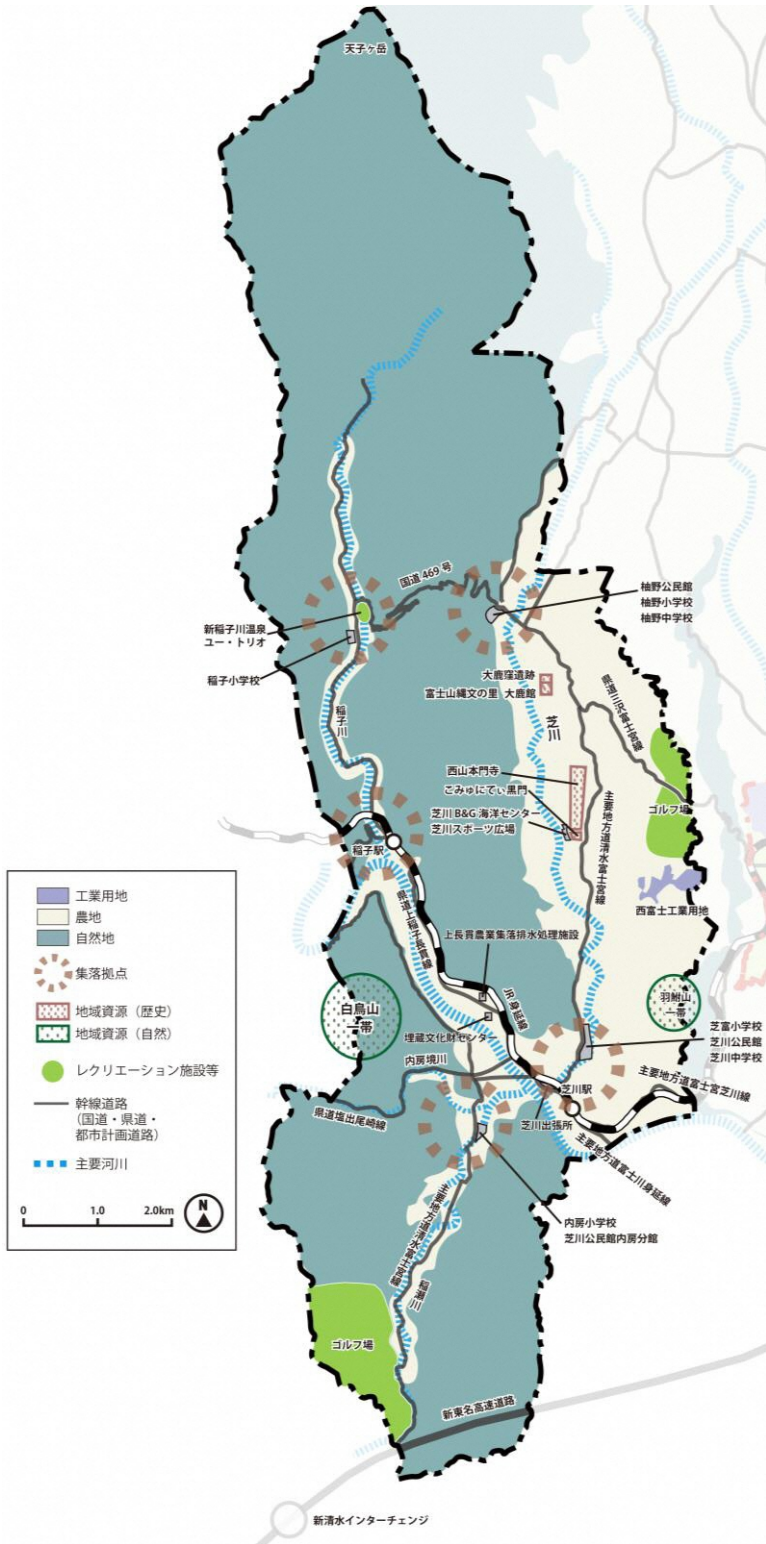 天子ヶ岳
国道 469 号
柚野公民館
柚野小学校
柚野中学校
新稲子川温泉
ユー・トリオ
稲子小学校
稲子川
大鹿窪遺跡
富士山縄文の里 大鹿館
芝川
県道三沢富士宮線
西山本門寺
こみゅにてぃ黒門
芝川 B&G 海洋センター
芝川スポーツ広場
主要地方道清水富士宮線
ゴルフ場
稲子駅
県道上稲子長貫線
西富士工業用地
上長貫農業集落排水処理施設
JR 身延線
白鳥山
一帯
羽鮒山
一帯
埋蔵文化財センター
芝富小学校
芝川公民館
芝川中学校
内房境川
芝川駅
主要地方道富士宮芝川線
県道塩出尾崎線
芝川出張所
主要地方道富士川身延線
内房小学校
芝川公民館内房分館
主要地方道清水富士宮線
稲瀬川
ゴルフ場
新東名高速道路
新清水インターチェンジ
工業用地
農地
自然地
集落拠点
地域資源（歴史）
地域資源（自然）
レクリエーション施設等
幹線道路
（国道・県道・
都市計画道路）
主要河川
0 1.0 2.0km
N